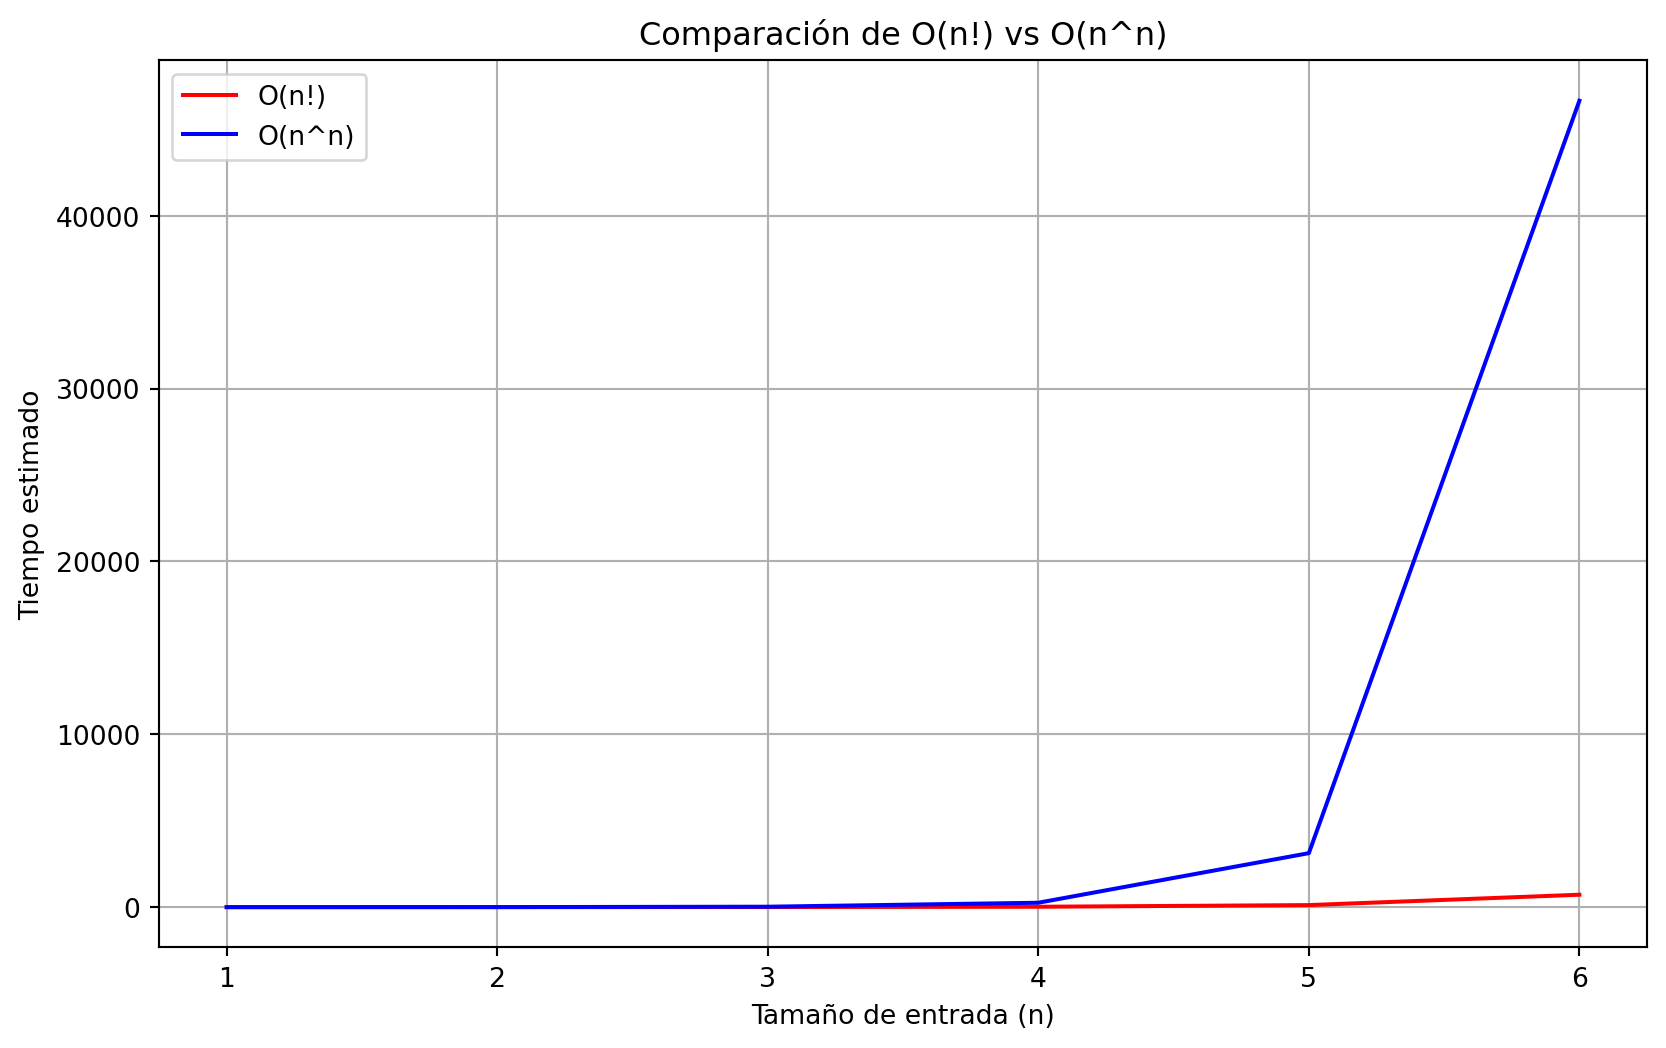 Comparación de O(n!) vs O(n^n)
O(n!)
O(n^n)
Tiempo estimado
40000
30000
20000
10000
0
1 2 3 4 5 6
Tamaño de entrada (n)